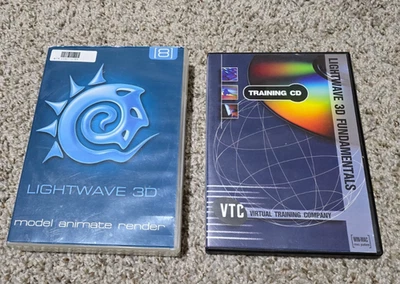 [8]
LIGHTWAVE 3D
model animate render
TRAINING CD
LIGHTWAVE 3D FUNDAMENTALS
VTC VIRTUAL TRAINING COMPANY